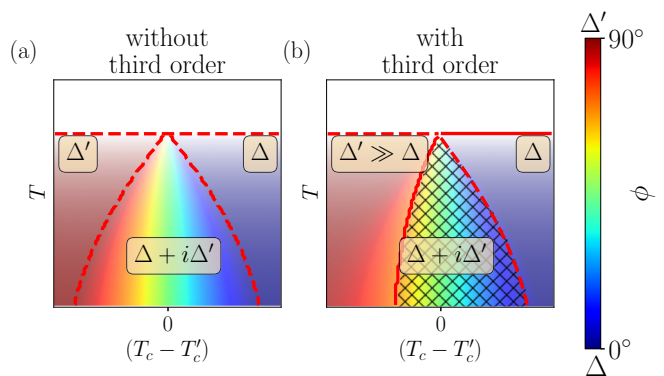 (a)
without
third order
Δ′
Δ
Δ + iΔ′
T
0
(T_c − T′_c)
(b)
with
third order
Δ′ ≫ Δ
Δ
Δ + iΔ′
T
0
(T_c − T′_c)
Δ′
90°
ϕ
0°
Δ